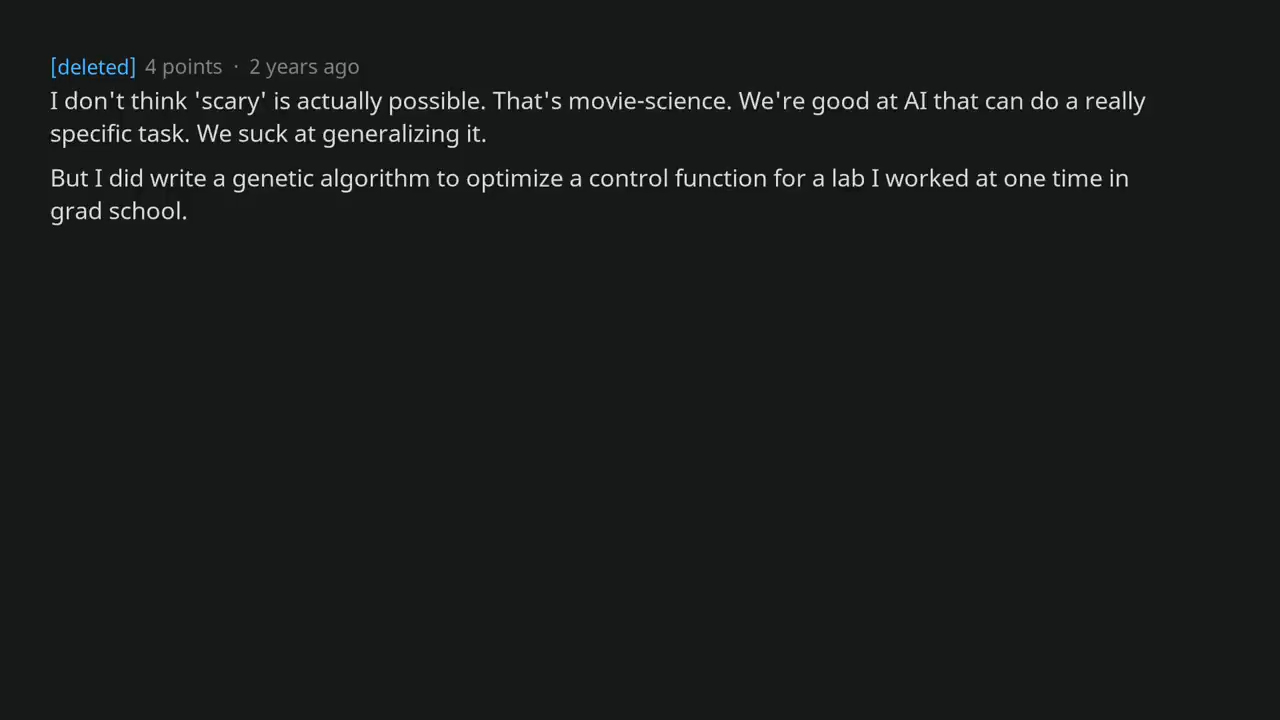 [deleted] 4 points · 2 years ago
I don't think 'scary' is actually possible. That's movie-science. We're good at AI that can do a really
specific task. We suck at generalizing it.
But I did write a genetic algorithm to optimize a control function for a lab I worked at one time in
grad school.